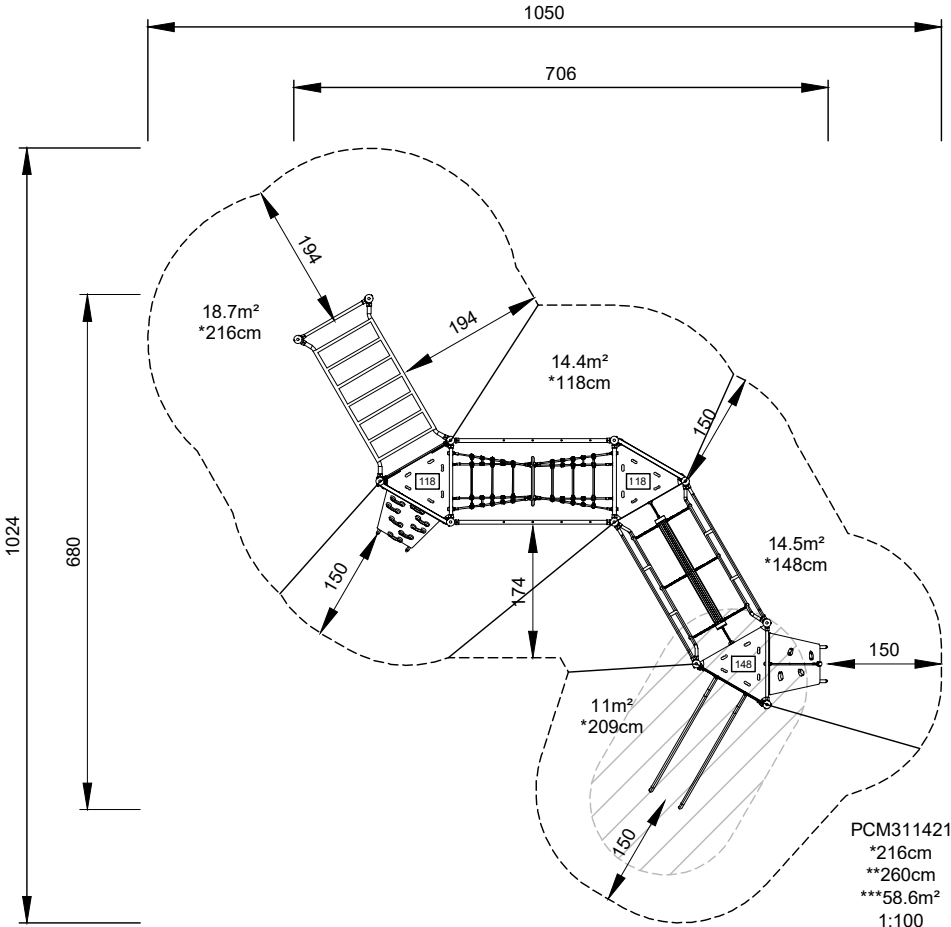 1050
706
194
18.7m²
*216cm
194
14.4m²
*118cm
150
118
118
1024
680
14.5m²
*148cm
150
174
148
150
11m²
*209cm
150
PCM311421
*216cm
**260cm
***58.6m²
1:100